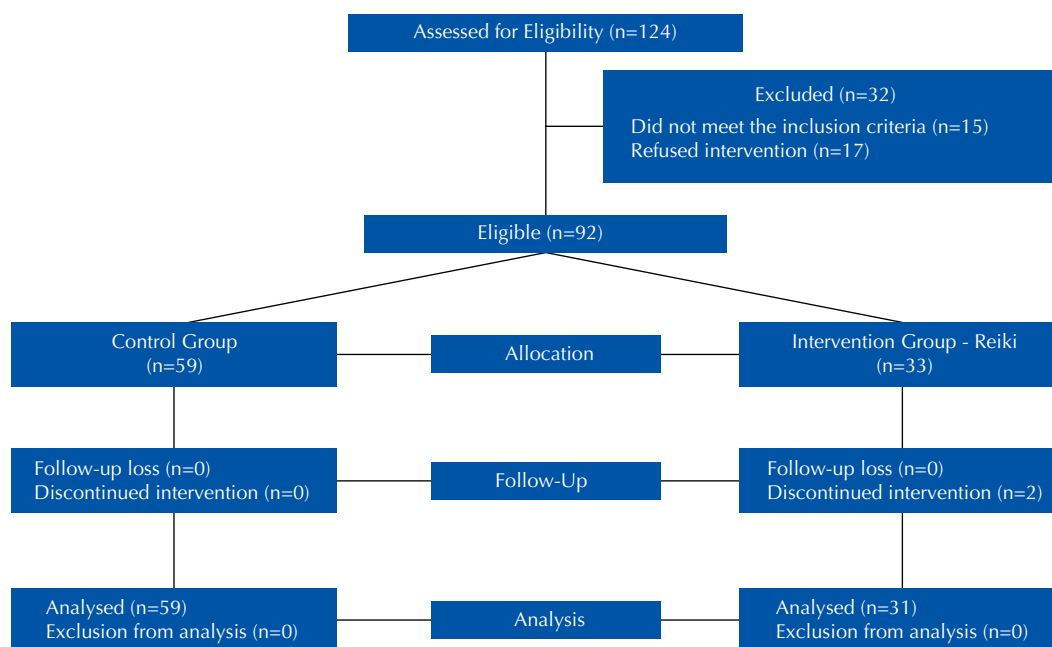 Assessed for Eligibility (n=124)
Excluded (n=32)
Did not meet the inclusion criteria (n=15)
Refused intervention (n=17)
Eligible (n=92)
Control Group
(n=59)
Allocation
Intervention Group - Reiki
(n=33)
Follow-up loss (n=0)
Discontinued intervention (n=0)
Follow-Up
Follow-up loss (n=0)
Discontinued intervention (n=2)
Analysed (n=59)
Exclusion from analysis (n=0)
Analysis
Analysed (n=31)
Exclusion from analysis (n=0)